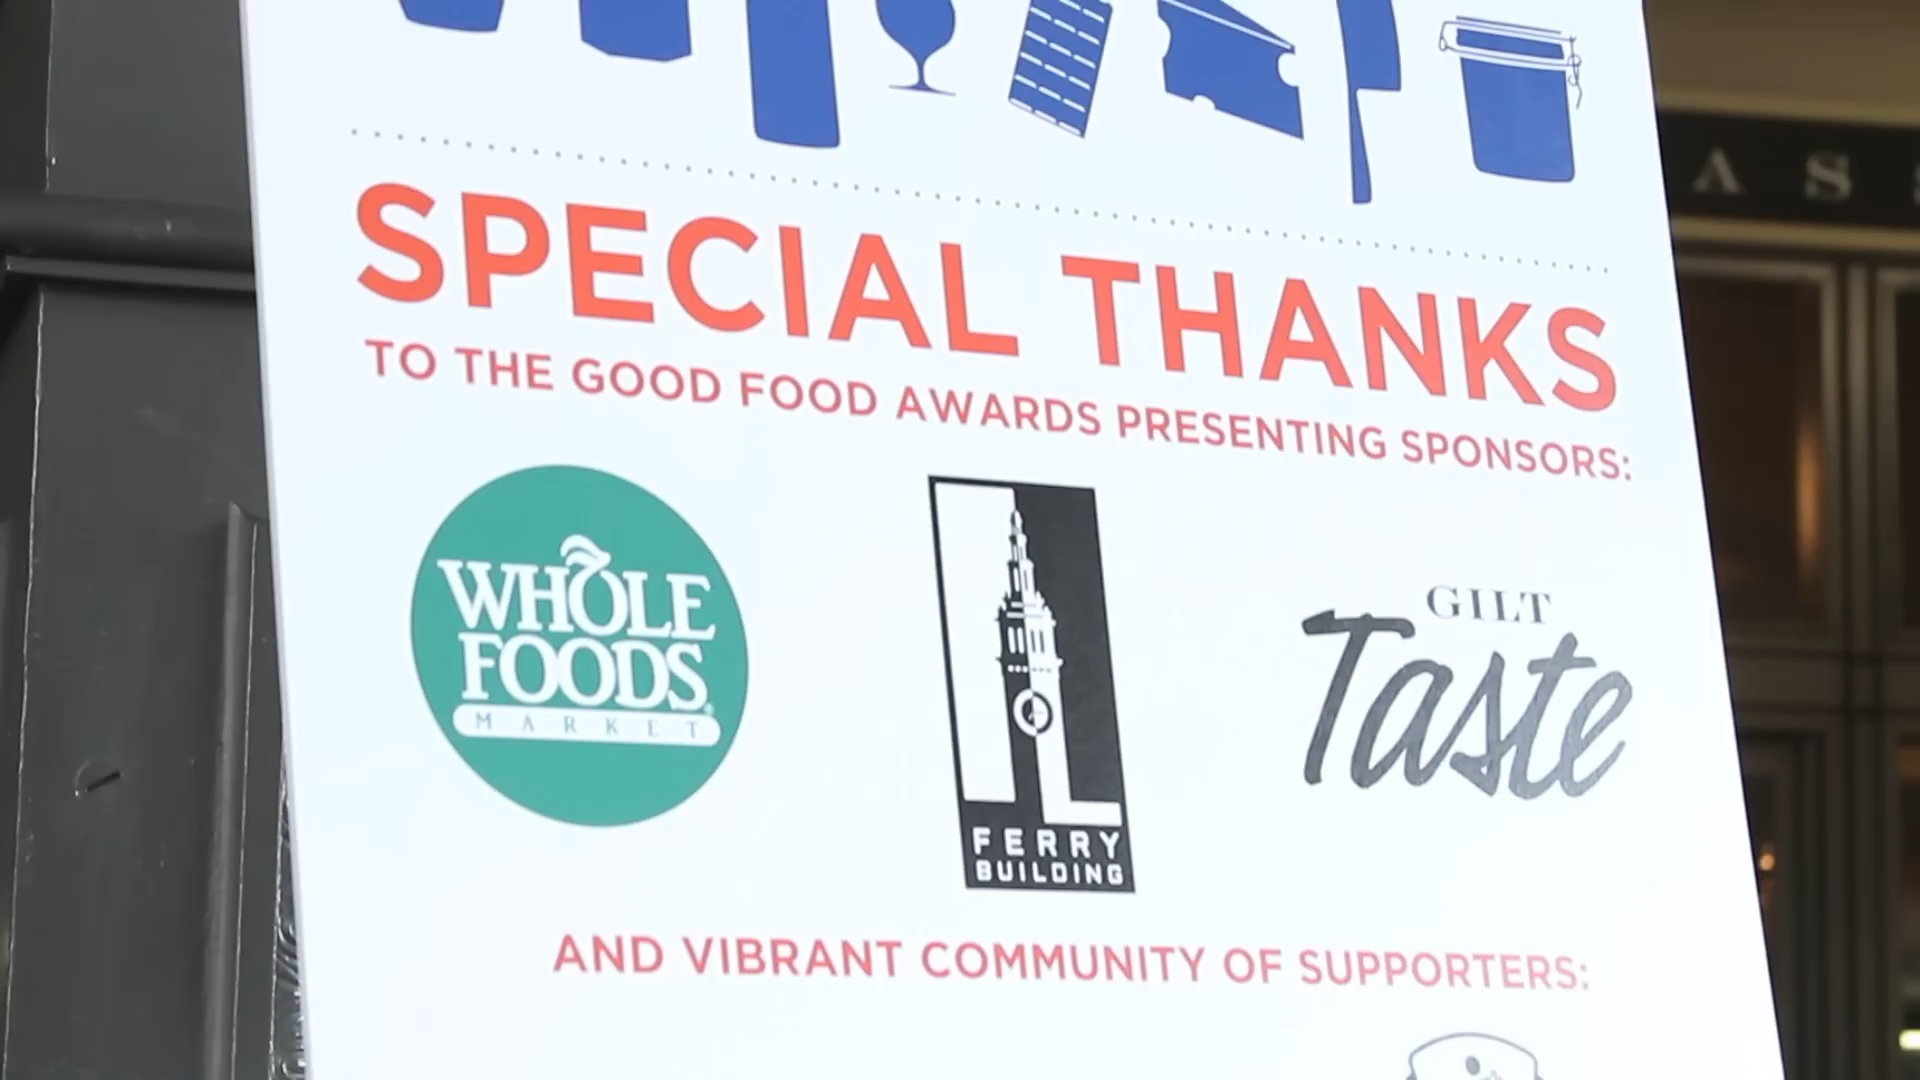 SPECIAL THANKS
TO THE GOOD FOOD AWARDS PRESENTING SPONSORS:
WHOLE
FOODS
MARKET
FERRY
BUILDING
GILT
Taste
AND VIBRANT COMMUNITY OF SUPPORTERS:
A S